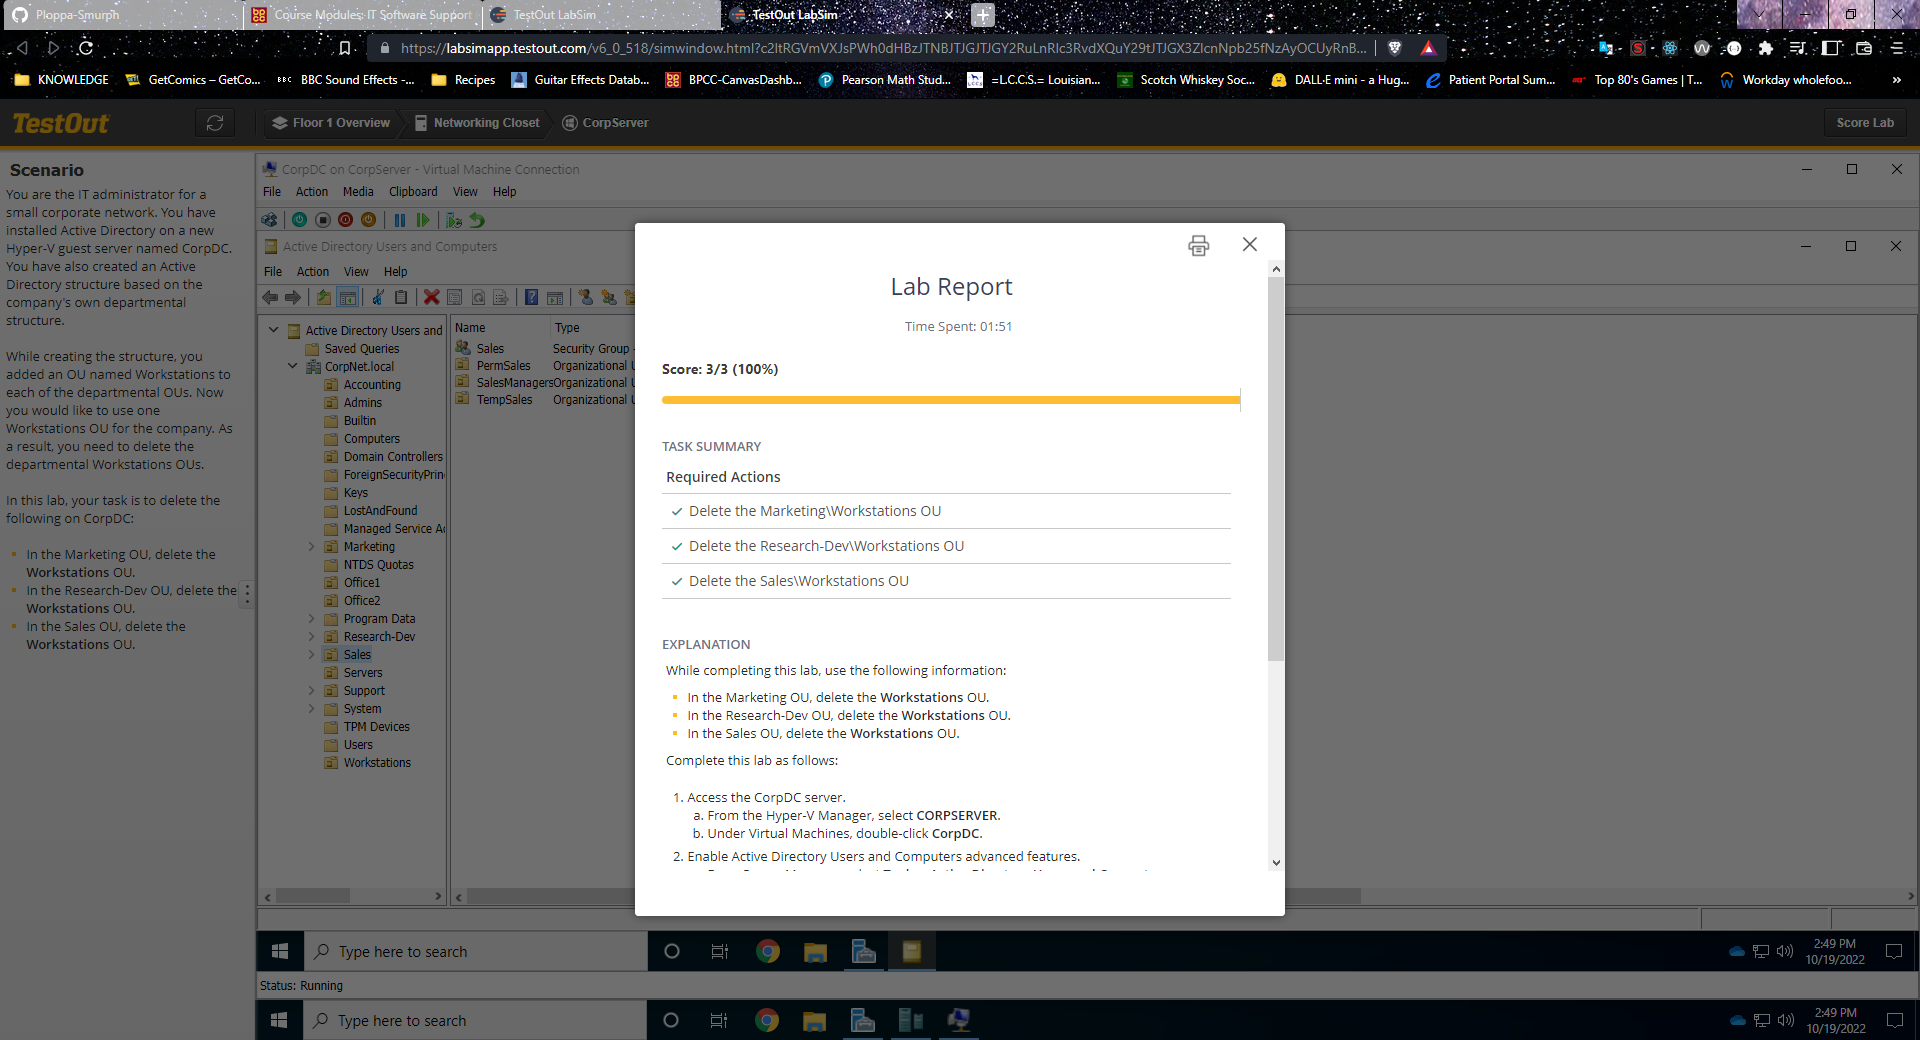 Ploppa-Smurph
Course Modules: IT Software Support
TestOut LabSim
TestOut LabSim
https://labsimapp.testout.com/v6_0_518/simwindow.html?c2ltRGVmVXJsPWh0dHBzJTNBJTJGJTJGY2RuLnRlc3RvdXQuY29tJTJGX3ZlcnNpb25fNzAyOCUyRnB...
KNOWLEDGE
GetComics – GetCo...
BBC BBC Sound Effects -...
Recipes
Guitar Effects Datab...
BPCC-CanvasDashb...
Pearson Math Stud...
=L.C.C.S.= Louisian...
Scotch Whiskey Soc...
DALL·E mini - a Hug...
Patient Portal Sum...
Top 80's Games | T...
Workday wholefoo...
»
TestOut
Floor 1 Overview
Networking Closet
CorpServer
Score Lab
Scenario
You are the IT administrator for a
small corporate network. You have
installed Active Directory on a new
Hyper-V guest server named CorpDC.
You have also created an Active
Directory structure based on the
company's own departmental
structure.
While creating the structure, you
added an OU named Workstations to
each of the departmental OUs. Now
you would like to use one
Workstations OU for the company. As
a result, you need to delete the
departmental Workstations OUs.
In this lab, your task is to delete the
following on CorpDC:
In the Marketing OU, delete the
Workstations OU.
In the Research-Dev OU, delete the
Workstations OU.
In the Sales OU, delete the
Workstations OU.
CorpDC on CorpServer - Virtual Machine Connection
File Action Media Clipboard View Help
Active Directory Users and Computers
File Action View Help
Active Directory Users and
Saved Queries
CorpNet.local
Accounting
Admins
Builtin
Computers
Domain Controllers
ForeignSecurityPrin
Keys
LostAndFound
Managed Service Ac
Marketing
NTDS Quotas
Office1
Office2
Program Data
Research-Dev
Sales
Servers
Support
System
TPM Devices
Users
Workstations
Name Type
Sales Security Group -
PermSales Organizational U
SalesManagers Organizational U
TempSales Organizational U
Lab Report
Time Spent: 01:51
Score: 3/3 (100%)
TASK SUMMARY
Required Actions
Delete the Marketing\Workstations OU
Delete the Research-Dev\Workstations OU
Delete the Sales\Workstations OU
EXPLANATION
While completing this lab, use the following information:
In the Marketing OU, delete the Workstations OU.
In the Research-Dev OU, delete the Workstations OU.
In the Sales OU, delete the Workstations OU.
Complete this lab as follows:
1. Access the CorpDC server.
a. From the Hyper-V Manager, select CORPSERVER.
b. Under Virtual Machines, double-click CorpDC.
2. Enable Active Directory Users and Computers advanced features.
Type here to search
2:49 PM
10/19/2022
Status: Running
Type here to search
2:49 PM
10/19/2022